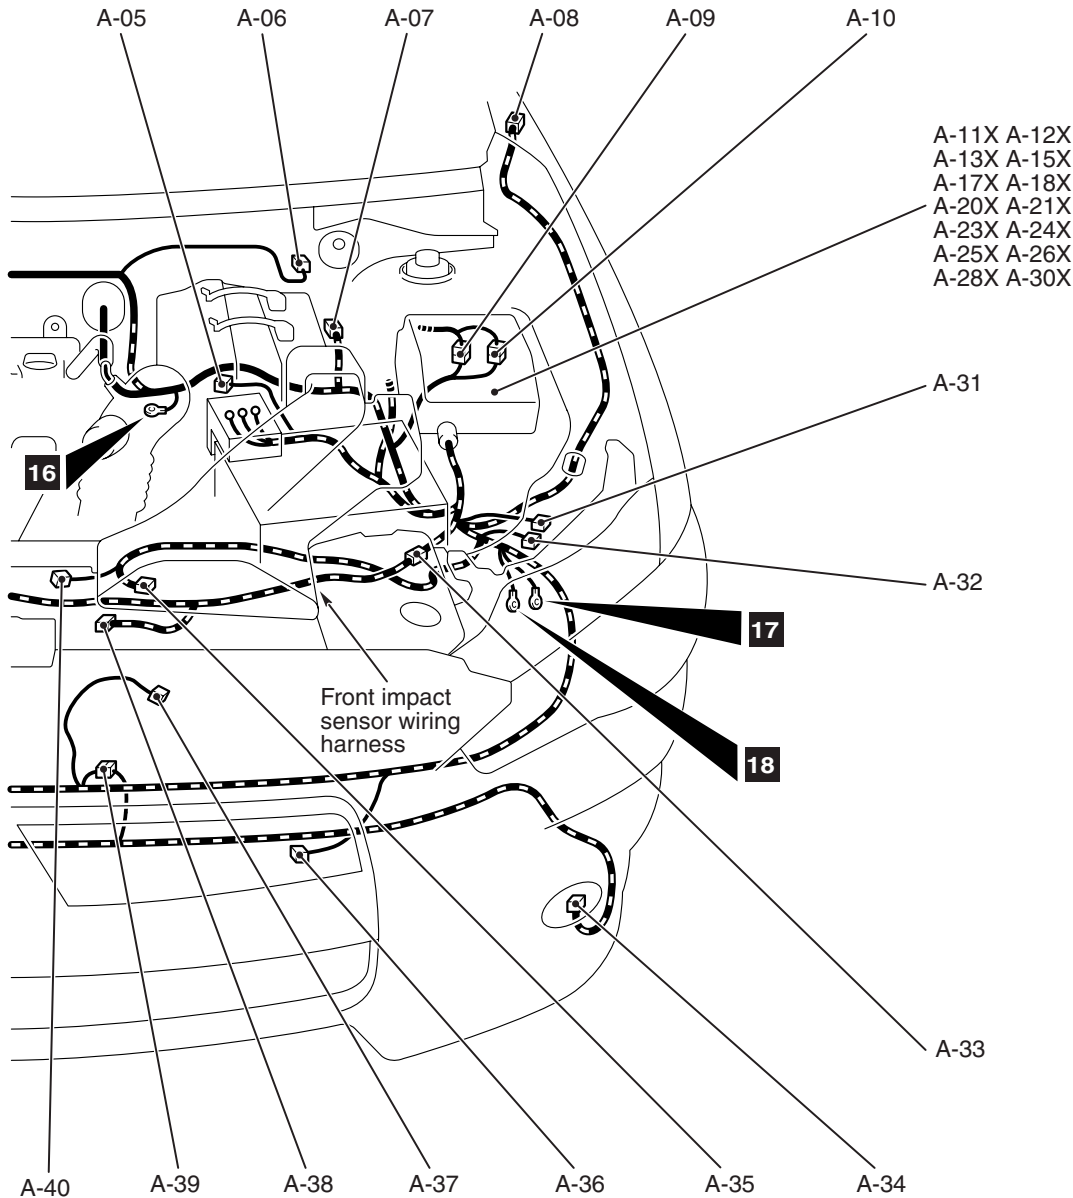 A-05 A-06 A-07 A-08 A-09 A-10
A-11X A-12X
A-13X A-15X
A-17X A-18X
A-20X A-21X
A-23X A-24X
A-25X A-26X
A-28X A-30X
A-31
16
A-32
17
Front impact
sensor wiring
harness
18
A-33
A-40 A-39 A-38 A-37 A-36 A-35 A-34